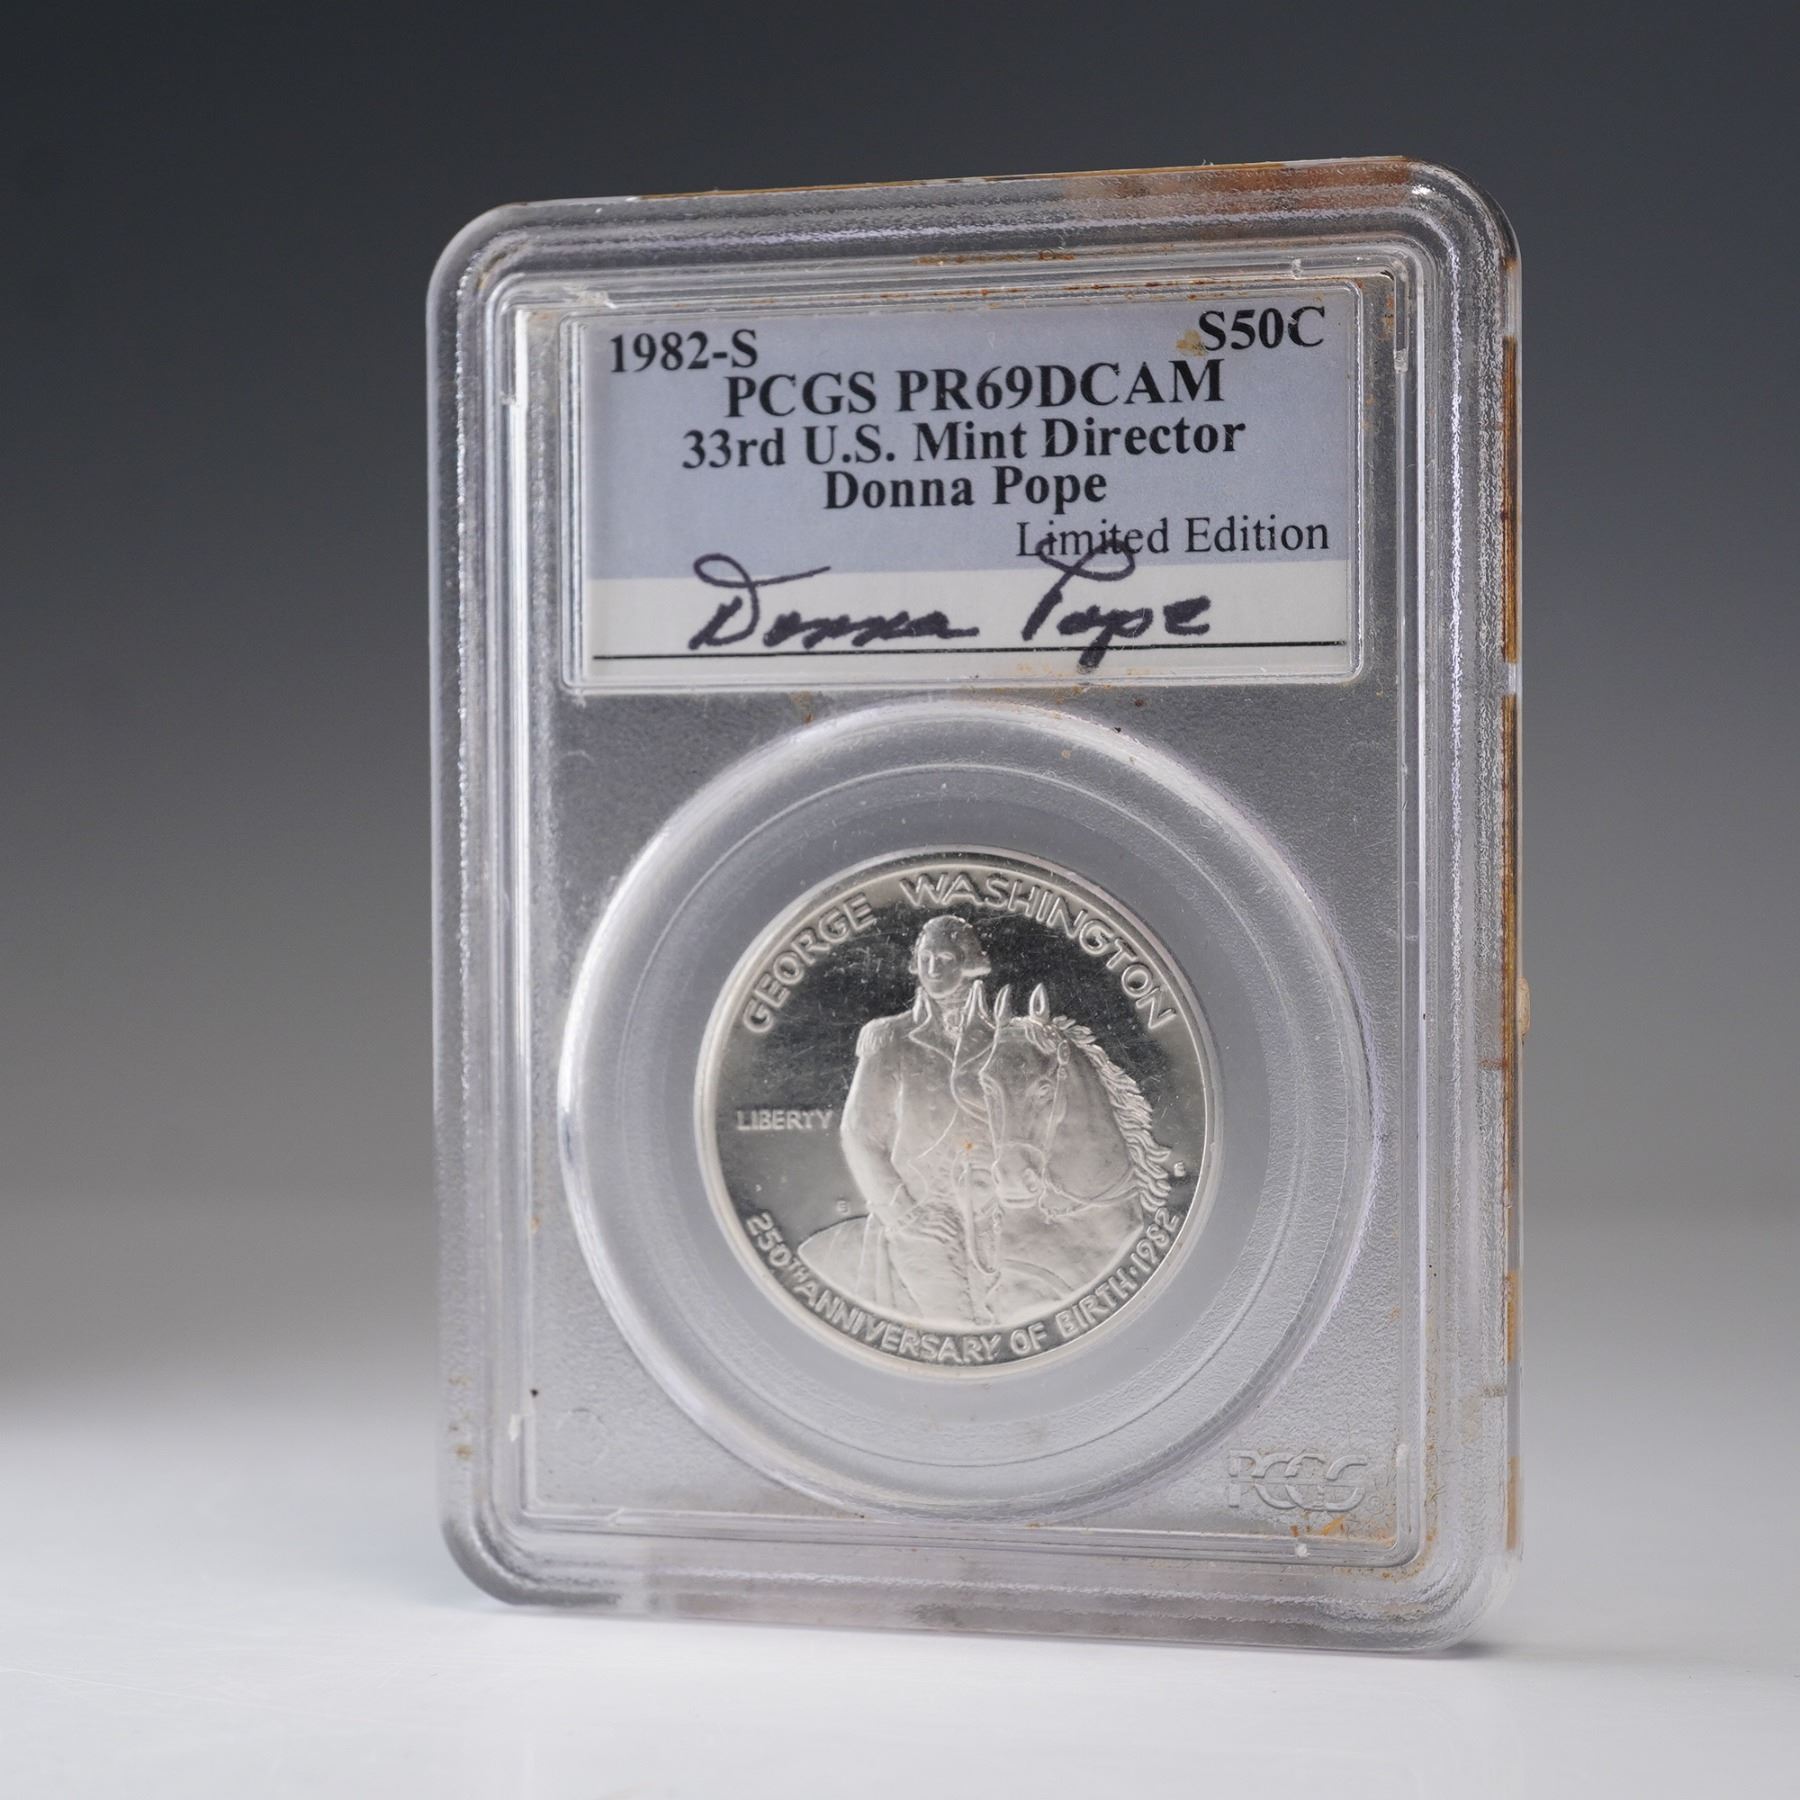 1982-S S50C
PCGS PR69DCAM
33rd U.S. Mint Director
Donna Pope
Limited Edition
Donna Pope
GEORGE WASHINGTON
LIBERTY
E
G
250TH ANNIVERSARY OF BIRTH·1982
PCGS